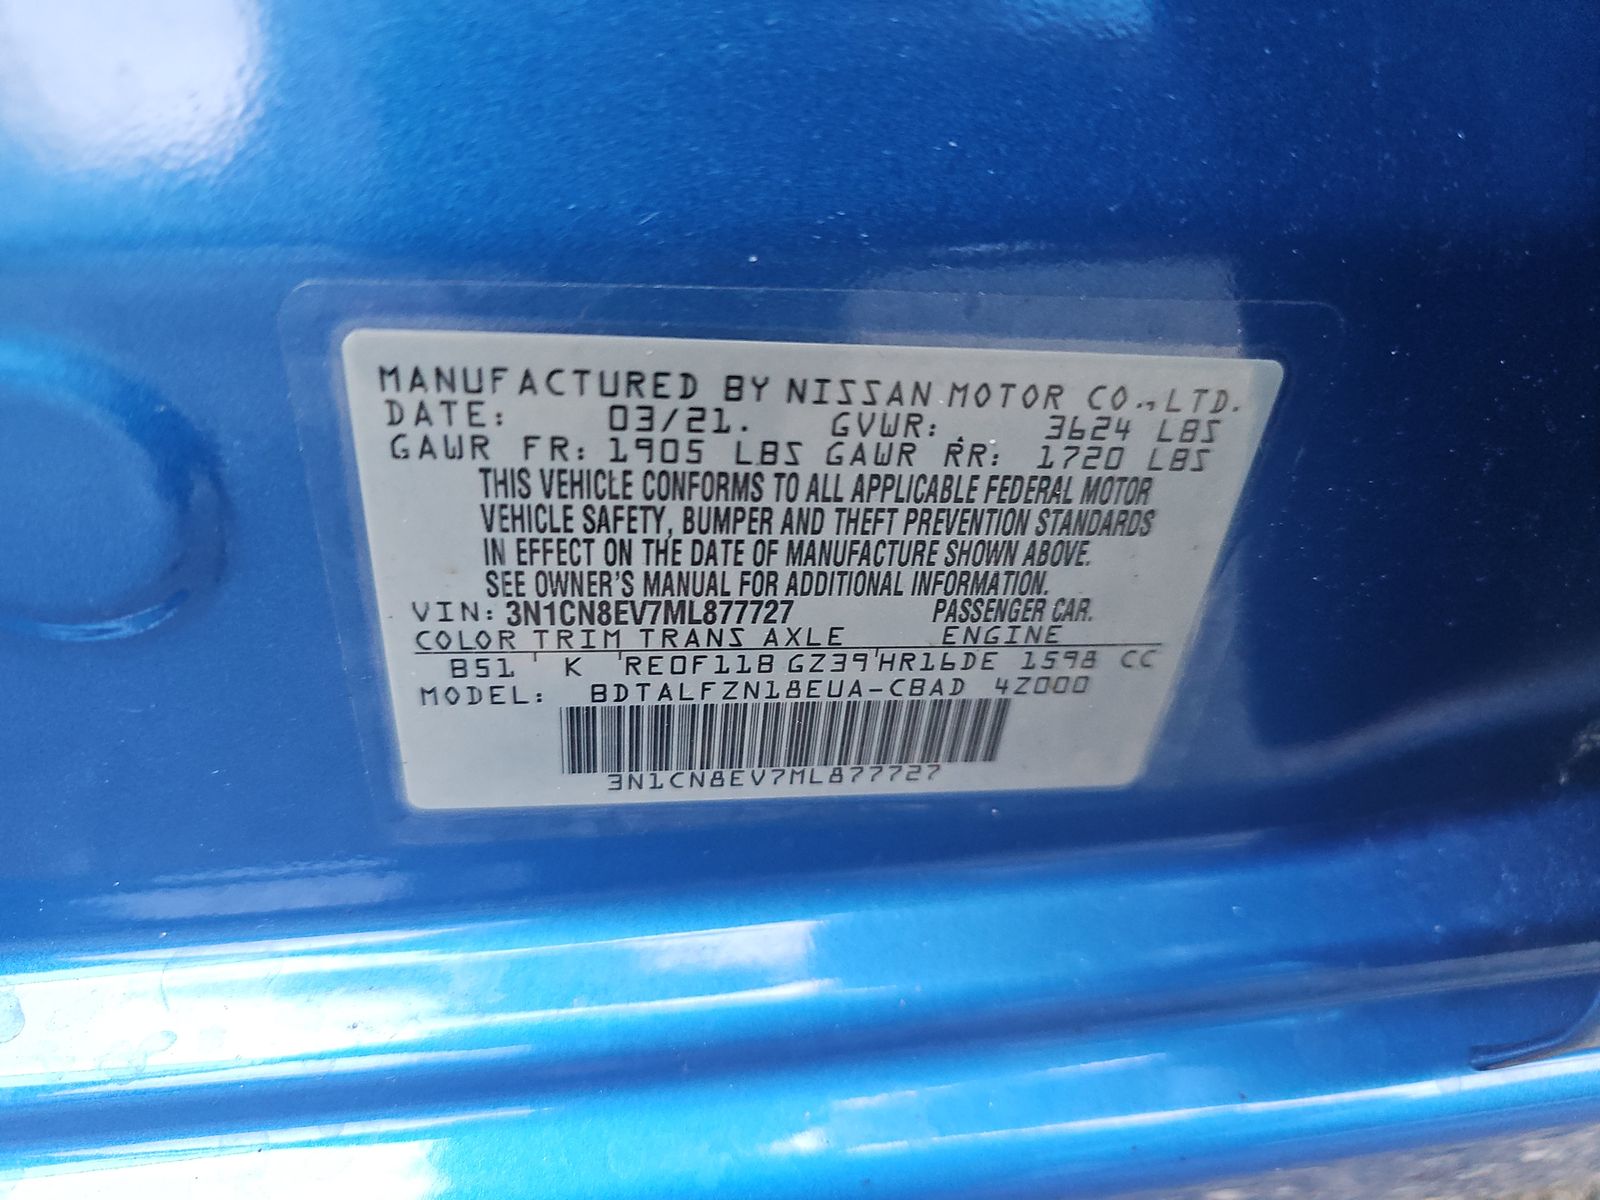 MANUFACTURED BY NISSAN MOTOR CO., LTD.
DATE: 03/21. GVWR: 3624 LBS
GAWR FR: 1905 LBS GAWR RR: 1720 LBS
THIS VEHICLE CONFORMS TO ALL APPLICABLE FEDERAL MOTOR
VEHICLE SAFETY, BUMPER AND THEFT PREVENTION STANDARDS
IN EFFECT ON THE DATE OF MANUFACTURE SHOWN ABOVE.
SEE OWNER'S MANUAL FOR ADDITIONAL INFORMATION.
VIN: 3N1CN8EV7ML877727 PASSENGER CAR.
COLOR TRIM TRANS AXLE ENGINE
B51 K RE0F11B GZ39 HR16DE 1598 CC
MODEL: BDTALFZN18EUA-CBAD 4Z000
3N1CN8EV7ML877727